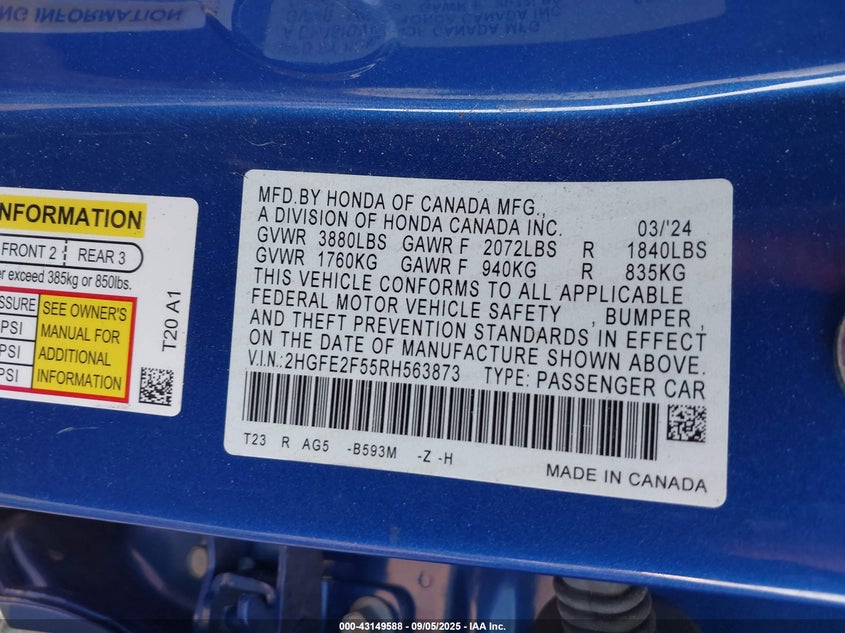 NG INFORMATION
NFORMATION
FRONT 2 REAR 3
er exceed 385kg or 850lbs.
SSURE
PSI
PSI
PSI
SEE OWNER'S
MANUAL FOR
ADDITIONAL
INFORMATION
T20 A1
MFD.BY HONDA OF CANADA MFG.,
A DIVISION OF HONDA CANADA INC. 03/'24
GVWR 3880LBS GAWR F 2072LBS R 1840LBS
GVWR 1760KG GAWR F 940KG R 835KG
THIS VEHICLE CONFORMS TO ALL APPLICABLE
FEDERAL MOTOR VEHICLE SAFETY , BUMPER ,
AND THEFT PREVENTION STANDARDS IN EFFECT
ON THE DATE OF MANUFACTURE SHOWN ABOVE.
V.I.N.:2HGFE2F55RH563873 TYPE: PASSENGER CAR
T23 R AG5 -B593M -Z -H
MADE IN CANADA
000-43149588 - 09/05/2025 - IAA Inc.